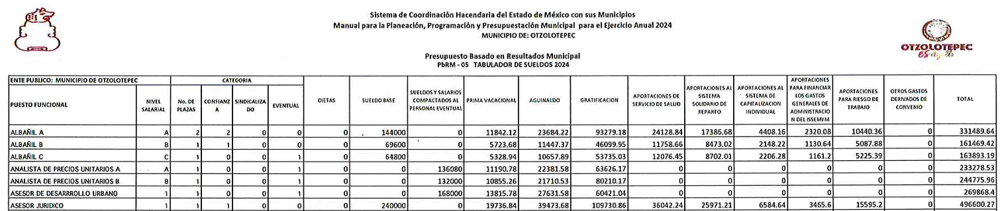 Sistema de Coordinación Hacendaria del Estado de México con sus Municipios
Manual para la Planeación, Programación y Presupuestación Municipal para el Ejercicio Anual 2024
MUNICIPIO DE: OTZOLOTEPEC
OTZOLOTEPEC
Presupuesto Basado en Resultados Municipal
PbRM - 05 TABULADOR DE SUELDOS 2024
ENTE PUBLICO: MUNICIPIO DE OTZOLOTEPEC CATEGORIA DIETAS SUELDO BASE SUELDOS Y SALARIOS COMPACTADOS AL PERSONAL EVENTUAL PRIMA VACACIONAL AGUINALDO GRATIFICACION APORTACIONES DE SERVICIO DE SALUD APORTACIONES AL SISTEMA SOLIDARIO DE REPARTO APORTACIONES AL SISTEMA DE CAPITALIZACION INDIVIDUAL APORTACIONES PARA FINANCIAR LOS GASTOS GENERALES DE ADMINISTRACIO N DEL ISSEMYM APORTACIONES PARA RIESGO DE TRABAJO OTROS GASTOS DERVADOS DE CONVENIO TOTAL
PUESTO FUNCIONAL NIVEL SALARIAL No. DE PLAZAS CONFIANZ A SINDICALIZA DO EVENTUAL
ALBAÑIL A A 2 2 0 0 0 144000 0 11842.12 23684.22 93279.18 24128.84 17386.68 4408.16 2320.08 10440.36 0 331489.64
ALBAÑIL B B 1 1 0 0 0 69600 0 5723.68 11447.37 46099.95 11758.66 8473.02 2148.22 1130.64 5087.88 0 161469.42
ALBAÑIL C C 1 0 0 1 0 64800 0 5328.94 10657.89 53735.03 12076.45 8702.01 2206.28 1161.2 5225.39 0 163893.19
ANALISTA DE PRECIOS UNITARIOS A A 1 0 0 1 0 0 136080 11190.78 22381.58 63626.17 0 0 0 0 0 0 233278.53
ANALISTA DE PRECIOS UNITARIOS B B 1 0 0 1 0 0 132000 10855.26 21710.53 80210.17 0 0 0 0 0 0 244775.96
ASESOR DE DESARRROLLO URBANO 1 1 0 0 1 0 0 168000 13815.78 27631.58 60421.04 0 0 0 0 0 0 269868.4
ASESOR JURIDICO 1 1 1 0 0 0 240000 0 19736.84 39473.68 109730.86 36042.24 25971.21 6584.64 3465.6 15595.2 0 496600.27